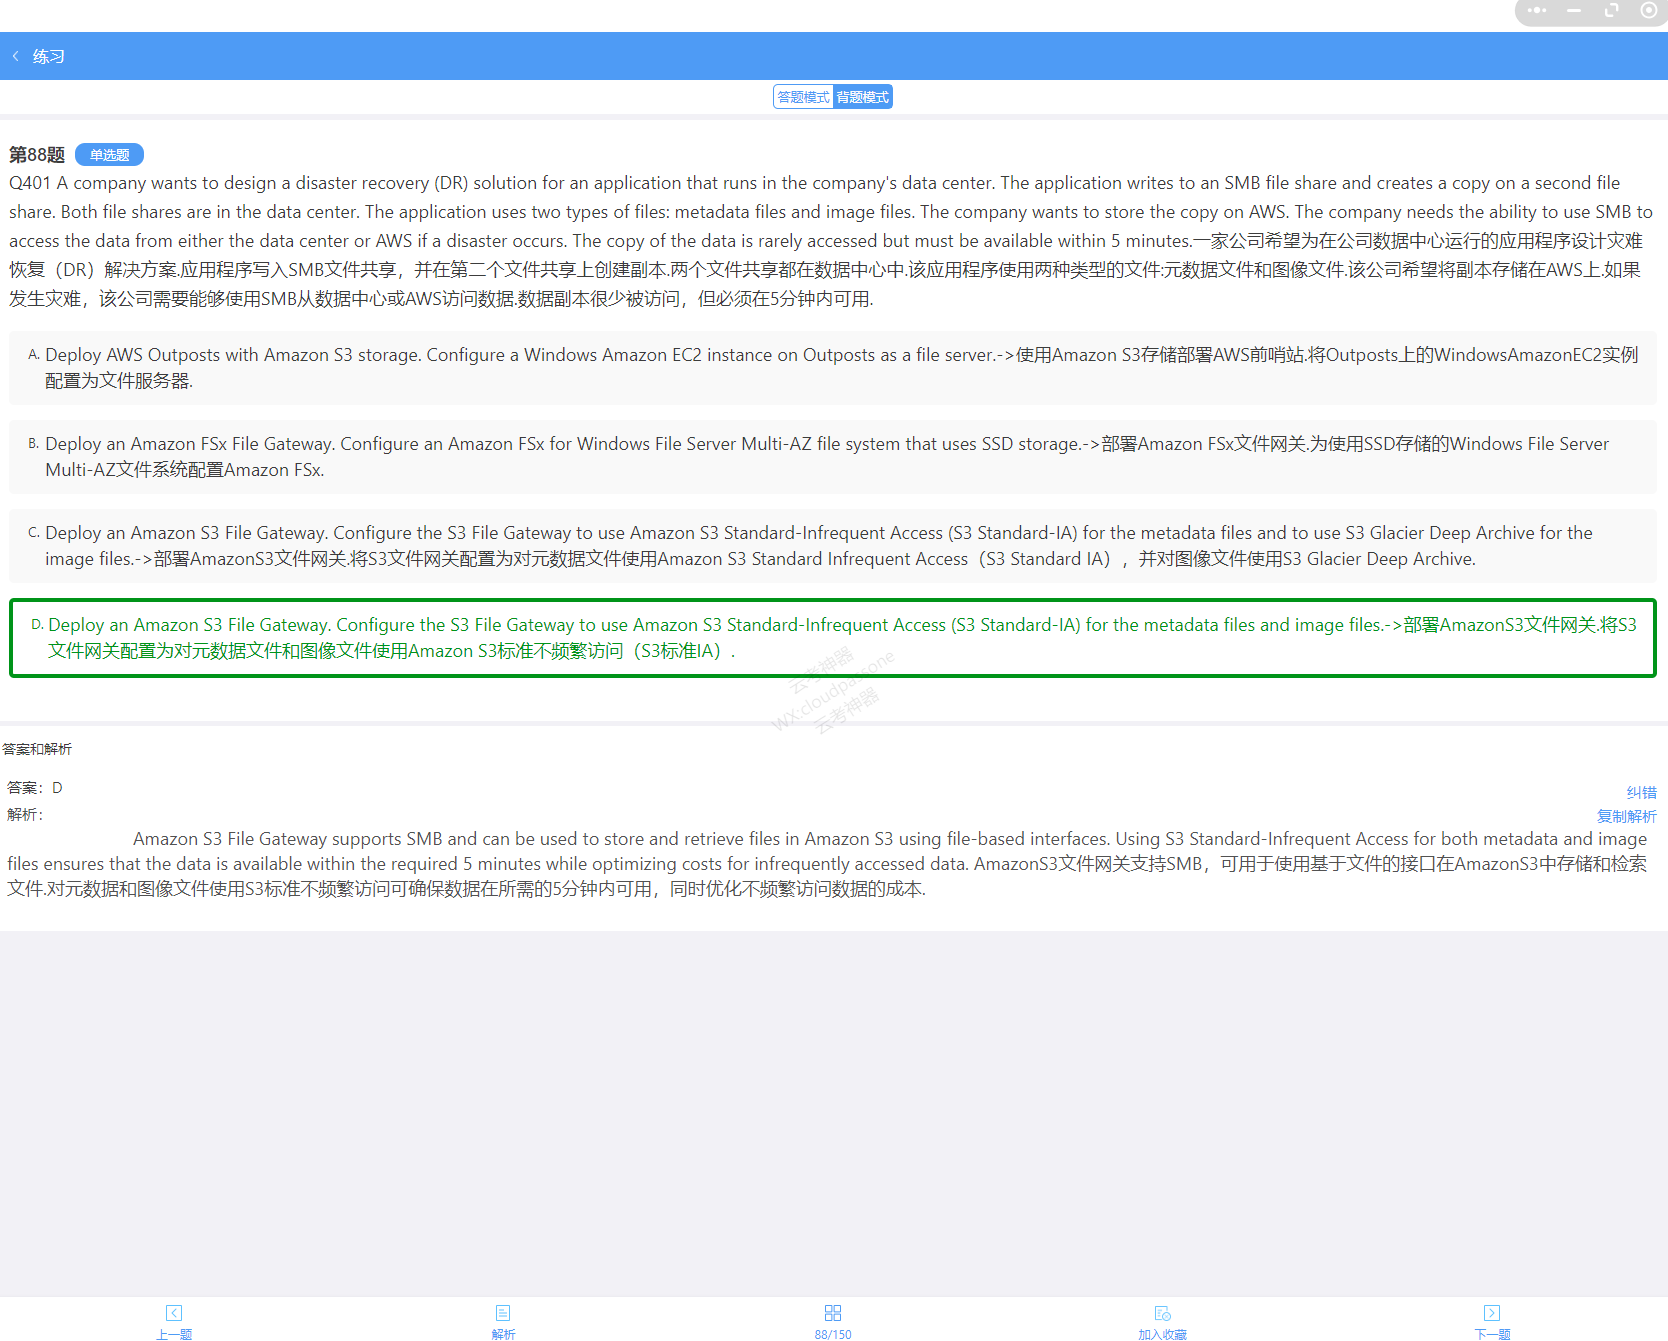 练习
答题模式 背题模式
第88题 单选题
Q401 A company wants to design a disaster recovery (DR) solution for an application that runs in the company's data center. The application writes to an SMB file share and creates a copy on a second file
share. Both file shares are in the data center. The application uses two types of files: metadata files and image files. The company wants to store the copy on AWS. The company needs the ability to use SMB to
access the data from either the data center or AWS if a disaster occurs. The copy of the data is rarely accessed but must be available within 5 minutes.一家公司希望为在公司数据中心运行的应用程序设计灾难
恢复（DR）解决方案.应用程序写入SMB文件共享，并在第二个文件共享上创建副本.两个文件共享都在数据中心中.该应用程序使用两种类型的文件:元数据文件和图像文件.该公司希望将副本存储在AWS上.如果
发生灾难，该公司需要能够使用SMB从数据中心或AWS访问数据.数据副本很少被访问，但必须在5分钟内可用.
A. Deploy AWS Outposts with Amazon S3 storage. Configure a Windows Amazon EC2 instance on Outposts as a file server.->使用Amazon S3存储部署AWS前哨站.将Outposts上的WindowsAmazonEC2实例
配置为文件服务器.
B. Deploy an Amazon FSx File Gateway. Configure an Amazon FSx for Windows File Server Multi-AZ file system that uses SSD storage.->部署Amazon FSx文件网关.为使用SSD存储的Windows File Server
Multi-AZ文件系统配置Amazon FSx.
C. Deploy an Amazon S3 File Gateway. Configure the S3 File Gateway to use Amazon S3 Standard-Infrequent Access (S3 Standard-IA) for the metadata files and to use S3 Glacier Deep Archive for the
image files.->部署AmazonS3文件网关.将S3文件网关配置为对元数据文件使用Amazon S3 Standard Infrequent Access（S3 Standard IA），并对图像文件使用S3 Glacier Deep Archive.
D. Deploy an Amazon S3 File Gateway. Configure the S3 File Gateway to use Amazon S3 Standard-Infrequent Access (S3 Standard-IA) for the metadata files and image files.->部署AmazonS3文件网关.将S3
文件网关配置为对元数据文件和图像文件使用Amazon S3标准不频繁访问（S3标准IA）.
云考神器
WX:cloudpassone
云考神器
答案和解析
答案：D
纠错
解析：
复制解析
Amazon S3 File Gateway supports SMB and can be used to store and retrieve files in Amazon S3 using file-based interfaces. Using S3 Standard-Infrequent Access for both metadata and image
files ensures that the data is available within the required 5 minutes while optimizing costs for infrequently accessed data. AmazonS3文件网关支持SMB，可用于使用基于文件的接口在AmazonS3中存储和检索
文件.对元数据和图像文件使用S3标准不频繁访问可确保数据在所需的5分钟内可用，同时优化不频繁访问数据的成本.
上一题 解析 88/150 加入收藏 下一题